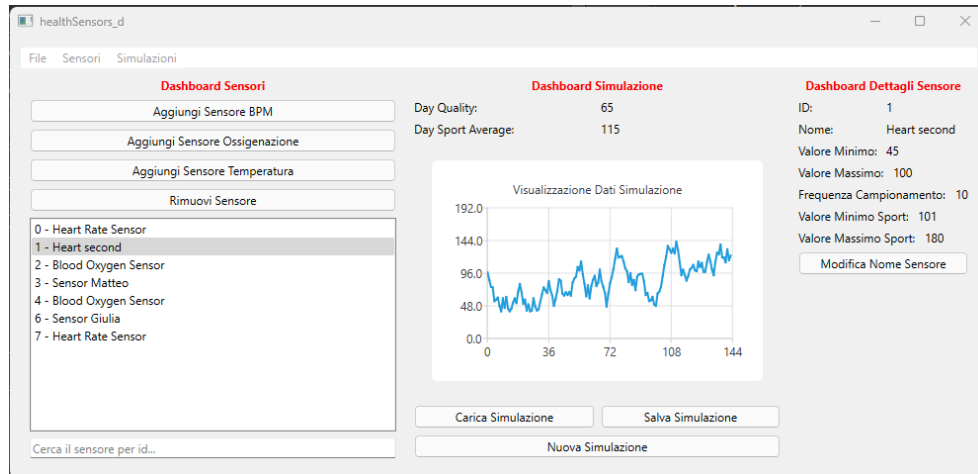 healthSensors_d
File Sensori Simulazioni
Dashboard Sensori
Aggiungi Sensore BPM
Aggiungi Sensore Ossigenazione
Aggiungi Sensore Temperatura
Rimuovi Sensore
0 - Heart Rate Sensor
1 - Heart second
2 - Blood Oxygen Sensor
3 - Sensor Matteo
4 - Blood Oxygen Sensor
6 - Sensor Giulia
7 - Heart Rate Sensor
Cerca il sensore per id...
Dashboard Simulazione
Day Quality: 65
Day Sport Average: 115
Visualizzazione Dati Simulazione
192.0
144.0
96.0
48.0
0.0
0 36 72 108 144
Carica Simulazione Salva Simulazione
Nuova Simulazione
Dashboard Dettagli Sensore
ID: 1
Nome: Heart second
Valore Minimo: 45
Valore Massimo: 100
Frequenza Campionamento: 10
Valore Minimo Sport: 101
Valore Massimo Sport: 180
Modifica Nome Sensore